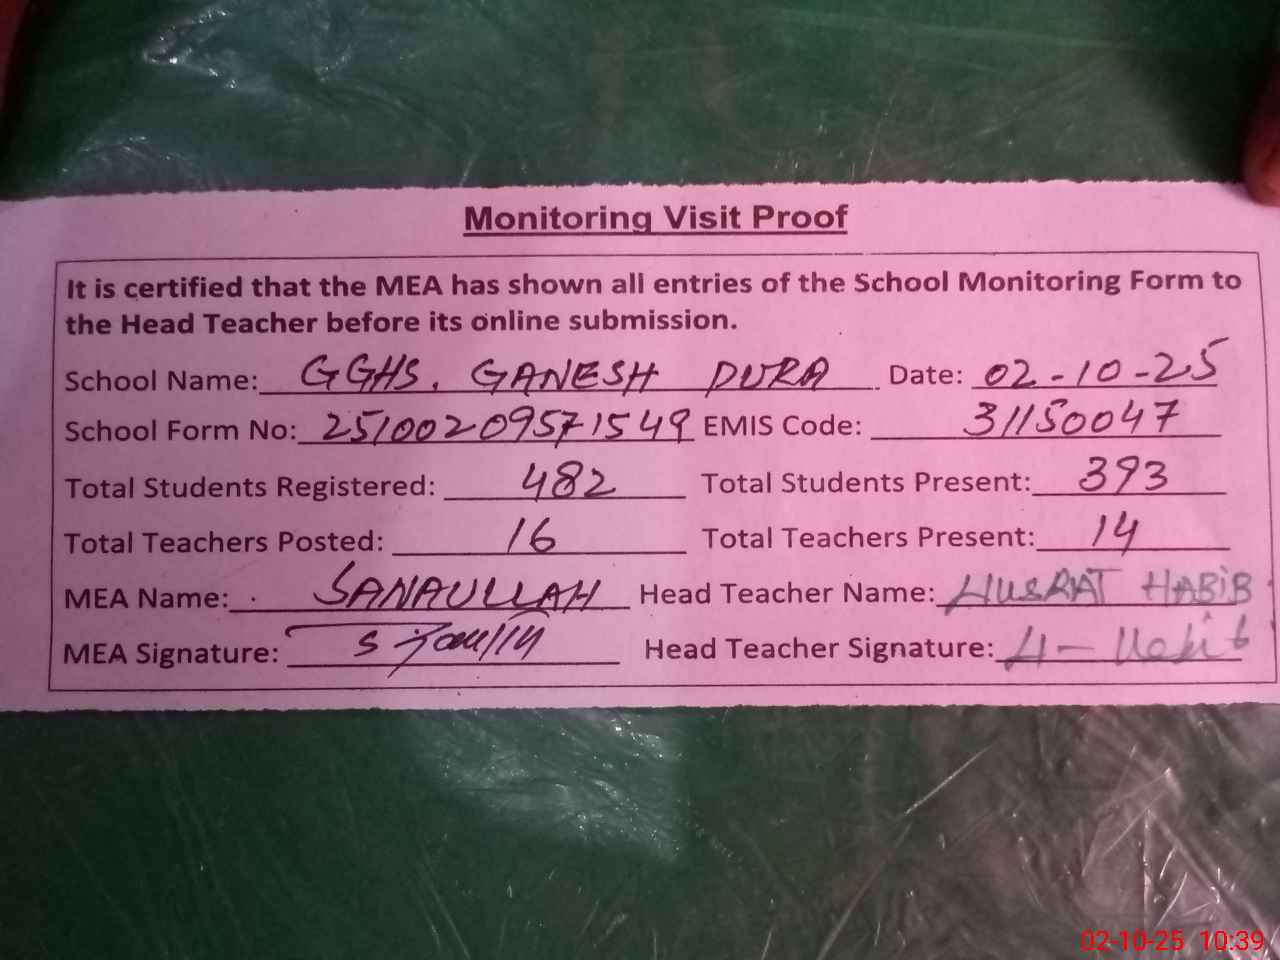 Monitoring Visit Proof
It is certified that the MEA has shown all entries of the School Monitoring Form to
the Head Teacher before its online submission.
School Name: GGHS. GANESH PURA Date: 02-10-25
School Form No: 25100209571549 EMIS Code: 31150047
Total Students Registered: 482 Total Students Present: 393
Total Teachers Posted: 16 Total Teachers Present: 14
MEA Name: SANAULLAH Head Teacher Name: HABIB
MEA Signature: Head Teacher Signature:
02-10-25 10:39